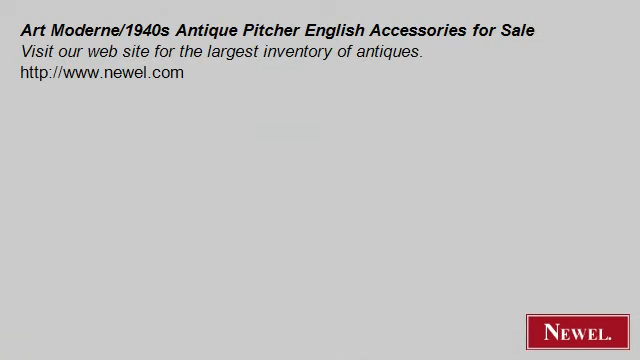 Art Moderne/1940s Antique Pitcher English Accessories for Sale
Visit our web site for the largest inventory of antiques.
http://www.newel.com
NEWEL.